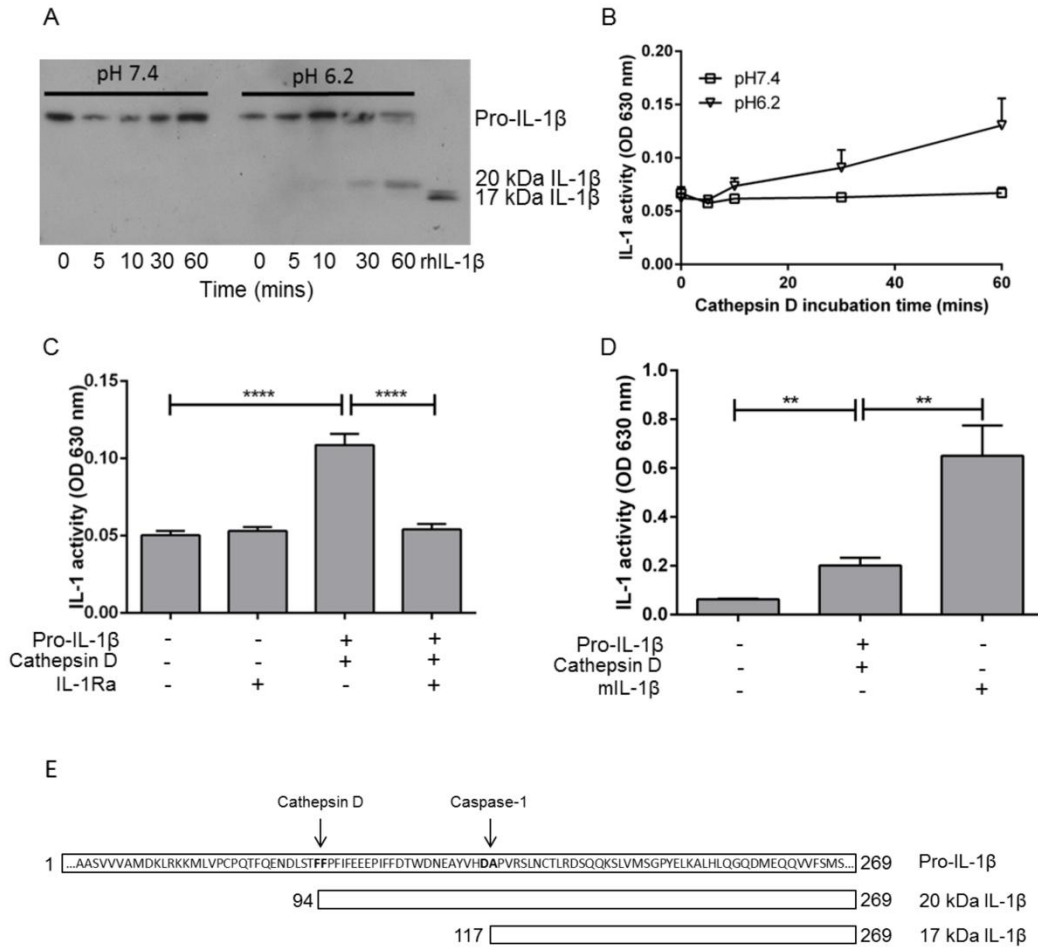 A
pH 7.4
pH 6.2
Pro-IL-1β
20 kDa IL-1β
17 kDa IL-1β
0 5 10 30 60 0 5 10 30 60 rhIL-1β
Time (mins)
B
IL-1 activity (OD 630 nm)
0.20
0.15
0.10
0.05
0.00
pH7.4
pH6.2
0 20 40 60
Cathepsin D incubation time (mins)
C
IL-1 activity (OD 630 nm)
0.15
0.10
0.05
0.00
**** ****
Pro-IL-1β - - + +
Cathepsin D - - + +
IL-1Ra - + - +
D
IL-1 activity (OD 630 nm)
1.0
0.8
0.6
0.4
0.2
0.0
** **
Pro-IL-1β - + -
Cathepsin D - + -
mIL-1β - - +
E
Cathepsin D Caspase-1
1 ...AASVVVAMDKLRKKMLVPCPQTFQENDLSTFFPFIFEEEPIFFDTWDNEAYVHDAPVRSLNCTLRDSQQKSLVMSGPYELKALHLQGQDMEQQVVFSMS... 269 Pro-IL-1β
94 269 20 kDa IL-1β
117 269 17 kDa IL-1β